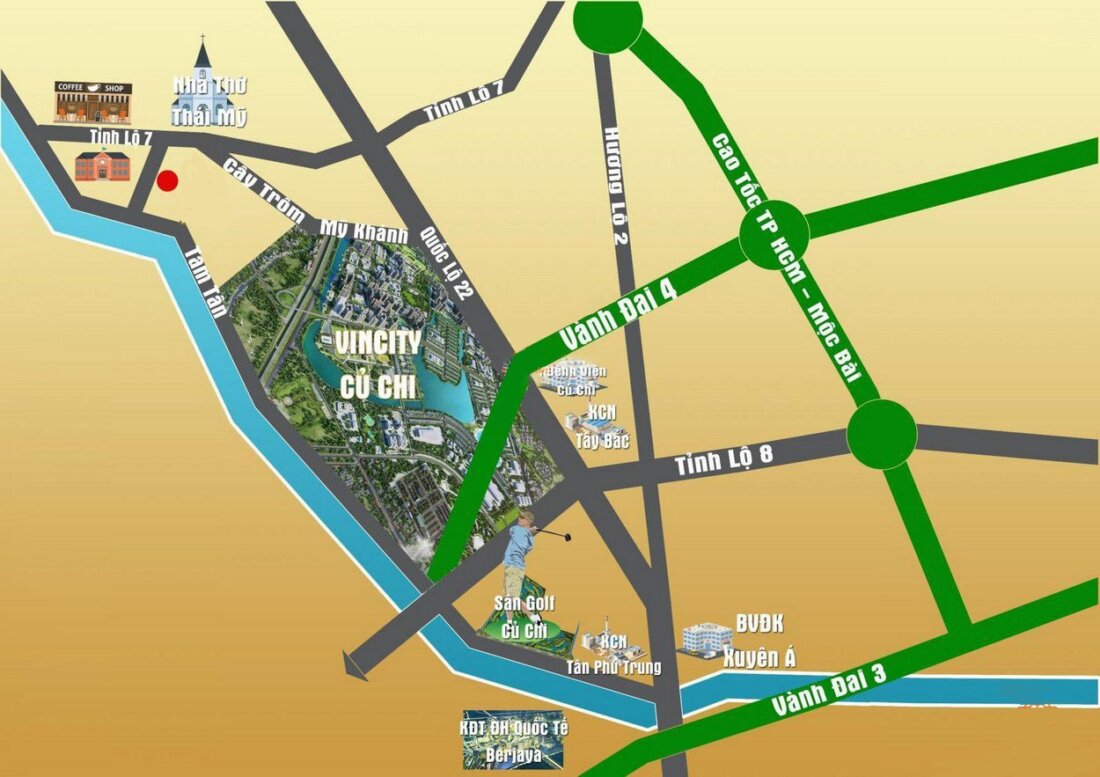 COFFEE SHOP
Nhà Thờ
Thái Mỹ
Tỉnh Lộ 7
Tỉnh Lộ 7
Cây Trôm
Mỹ Khánh
Hương Lộ 2
Cao Tốc TP HCM – Mộc Bài
Quốc Lộ 22
Tam Tân
Vành Đai 4
VINCITY
CỦ CHI
Bệnh Viện
Củ Chi
KCN
Tây Bắc
Tỉnh Lộ 8
Sân Golf
Củ Chi
KCN
Tân Phú Trung
BVĐK
Xuyên Á
Vành Đai 3
KĐT ĐH Quốc Tế
Berjaya